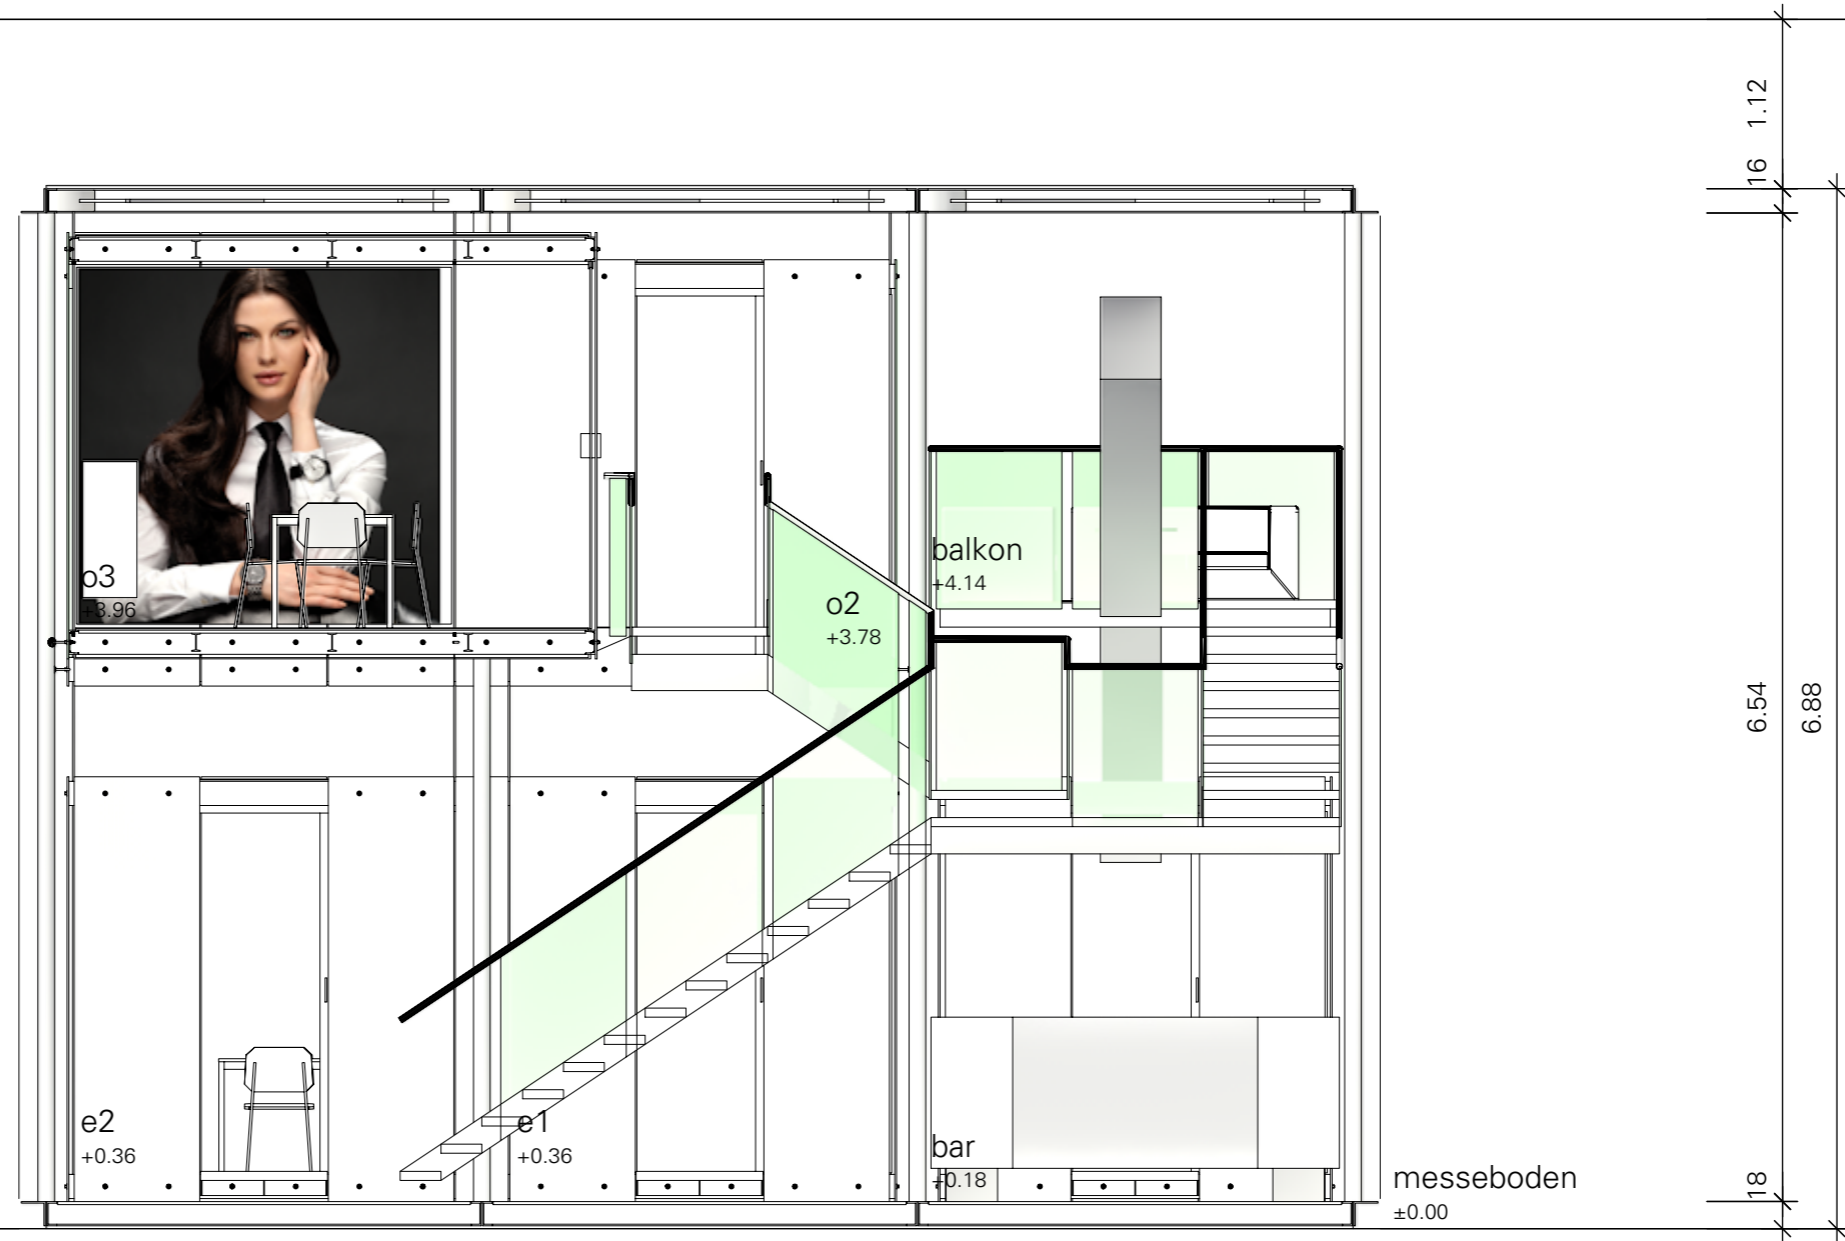 1.12
16
balkon
+4.14
o3
+3.96
o2
+3.78
6.54
6.88
e2
+0.36
e1
+0.36
bar
+0.18
messeboden
±0.00
18